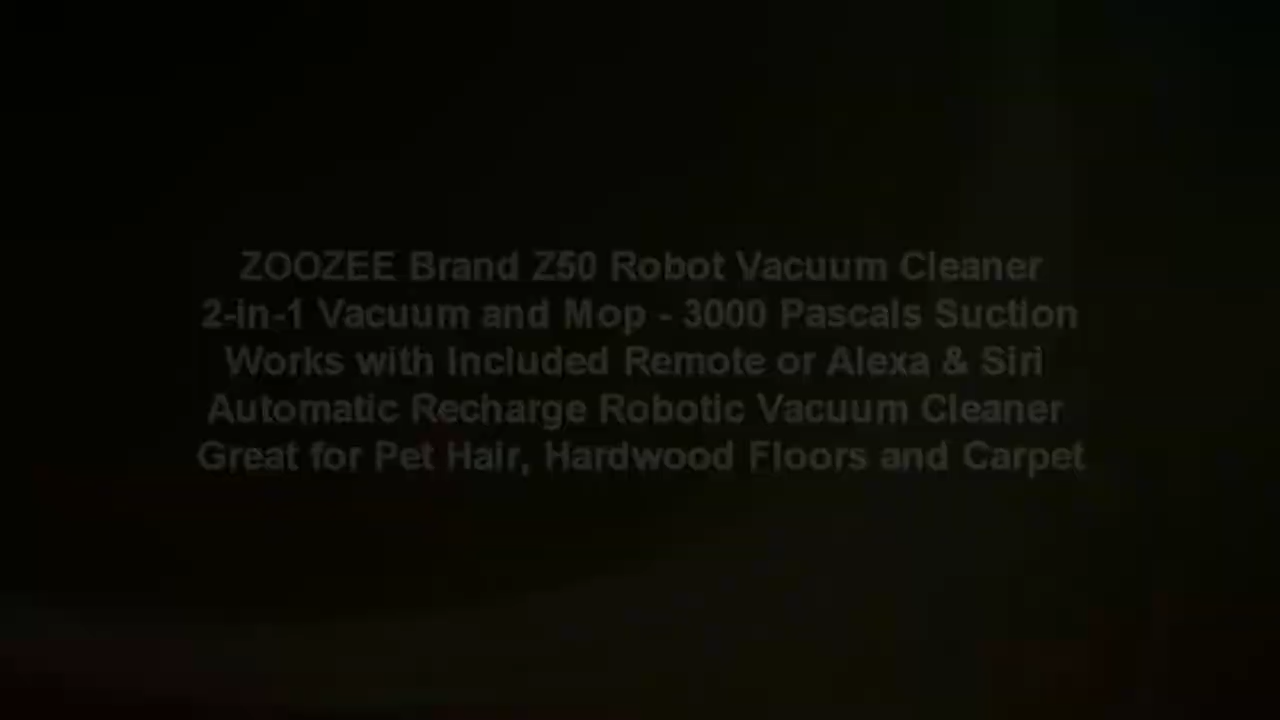 ZOOZEE Brand Z50 Robot Vacuum Cleaner
2-in-1 Vacuum and Mop - 3000 Pascals Suction
Works with Included Remote or Alexa & Siri
Automatic Recharge Robotic Vacuum Cleaner
Great for Pet Hair, Hardwood Floors and Carpet